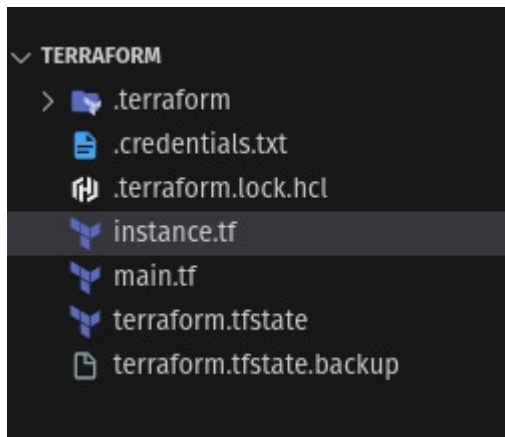 TERRAFORM
.terraform
.credentials.txt
.terraform.lock.hcl
instance.tf
main.tf
terraform.tfstate
terraform.tfstate.backup